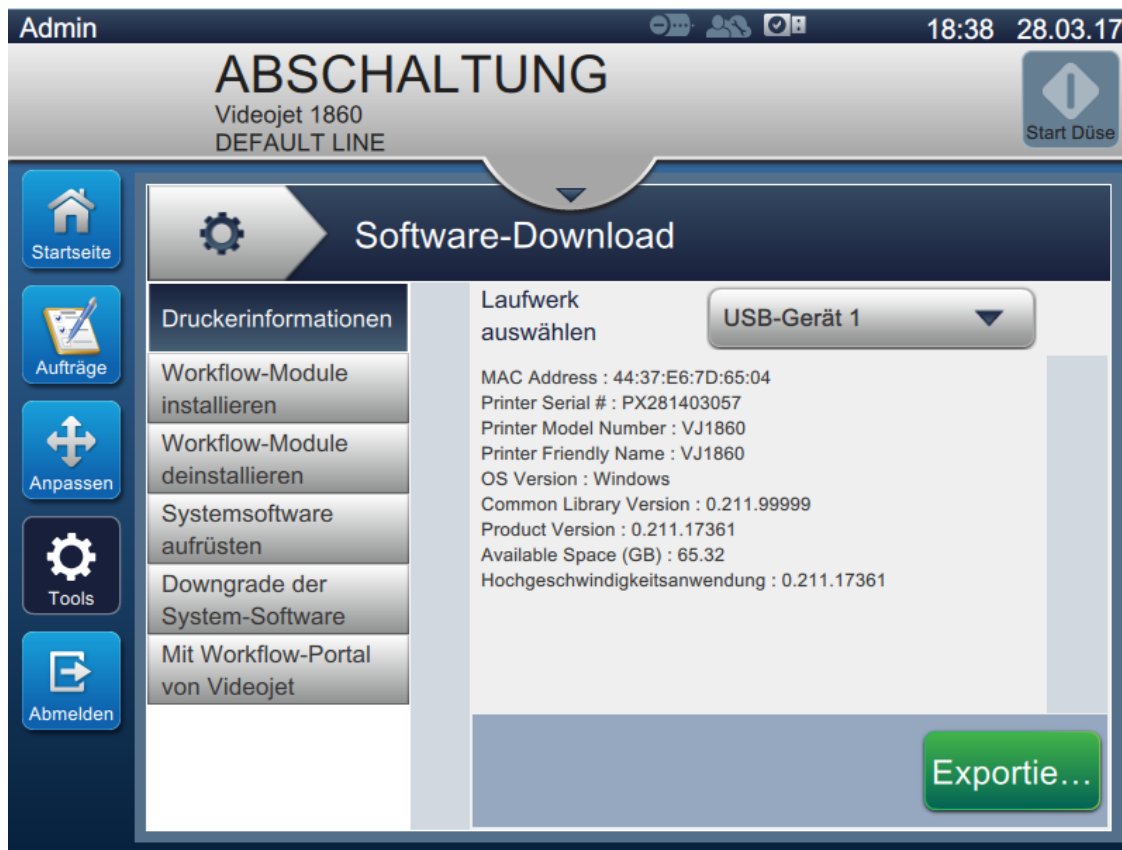 Admin
18:38 28.03.17
ABSCHALTUNG
Videojet 1860
DEFAULT LINE
Start Düse
Startseite
Aufträge
Anpassen
Tools
Abmelden
Software-Download
Druckerinformationen
Workflow-Module
installieren
Workflow-Module
deinstallieren
Systemsoftware
aufrüsten
Downgrade der
System-Software
Mit Workflow-Portal
von Videojet
Laufwerk
auswählen
USB-Gerät 1
MAC Address : 44:37:E6:7D:65:04
Printer Serial # : PX281403057
Printer Model Number : VJ1860
Printer Friendly Name : VJ1860
OS Version : Windows
Common Library Version : 0.211.99999
Product Version : 0.211.17361
Available Space (GB) : 65.32
Hochgeschwindigkeitsanwendung : 0.211.17361
Exportie...